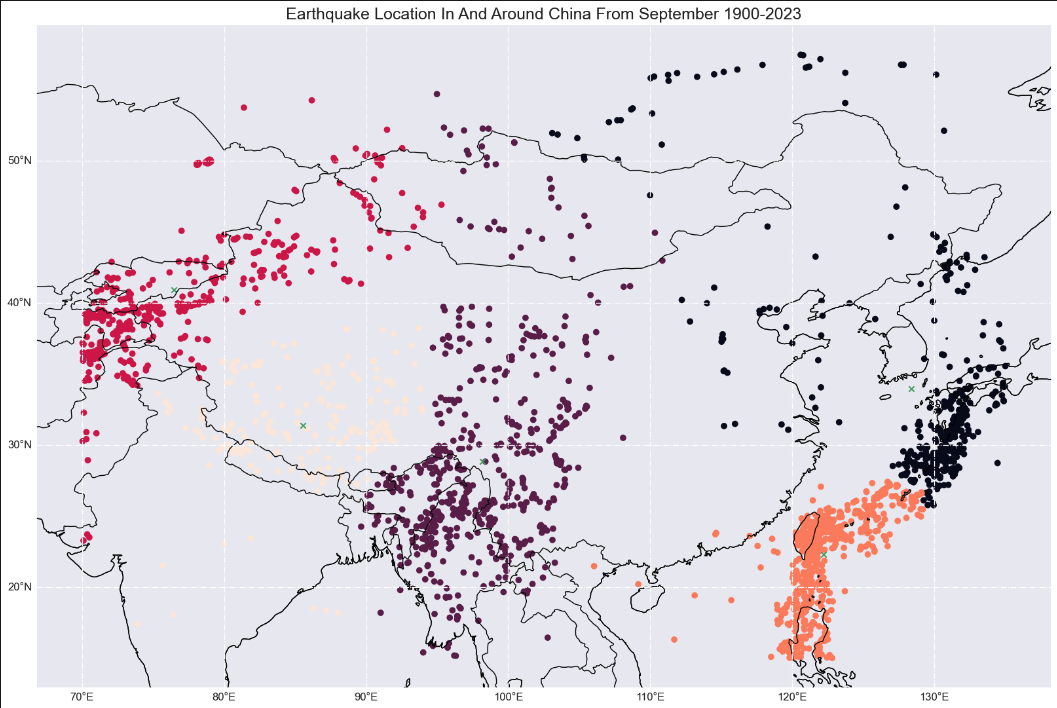 Earthquake Location In And Around China From September 1900-2023
50°N
40°N
30°N
20°N
70°E 80°E 90°E 100°E 110°E 120°E 130°E